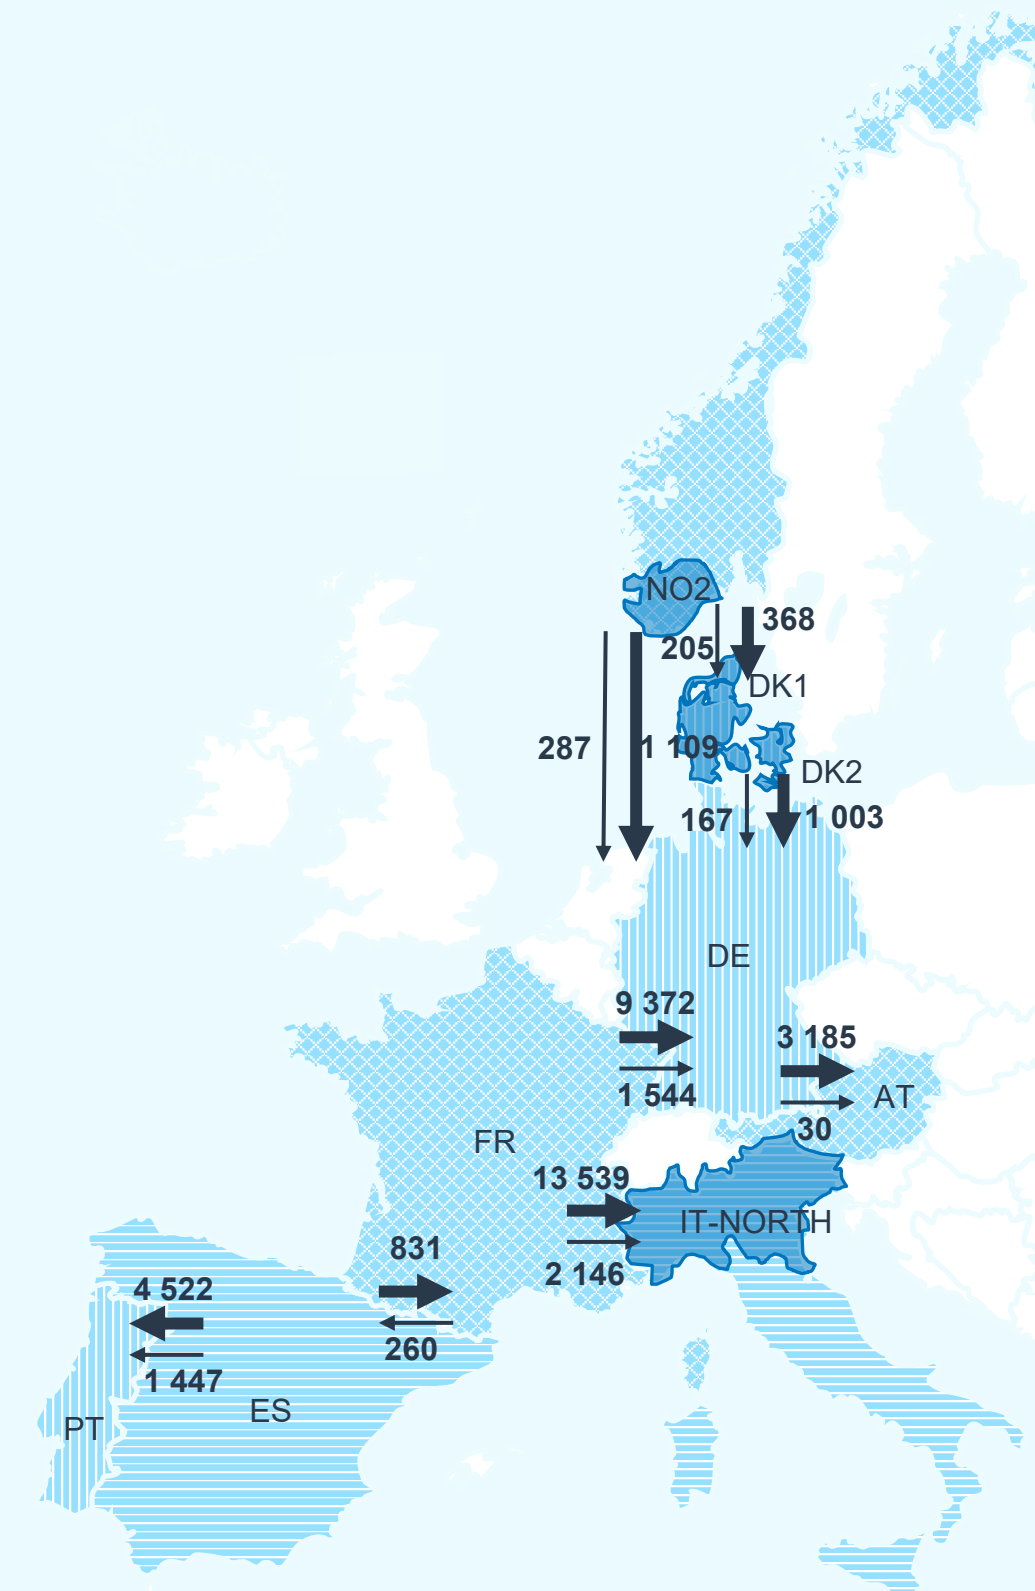 NO2
368
205
DK1
287
1 109
DK2
167
1 003
DE
9 372
3 185
1 544
AT
30
FR
13 539
IT-NORTH
831
2 146
4 522
260
1 447
ES
PT